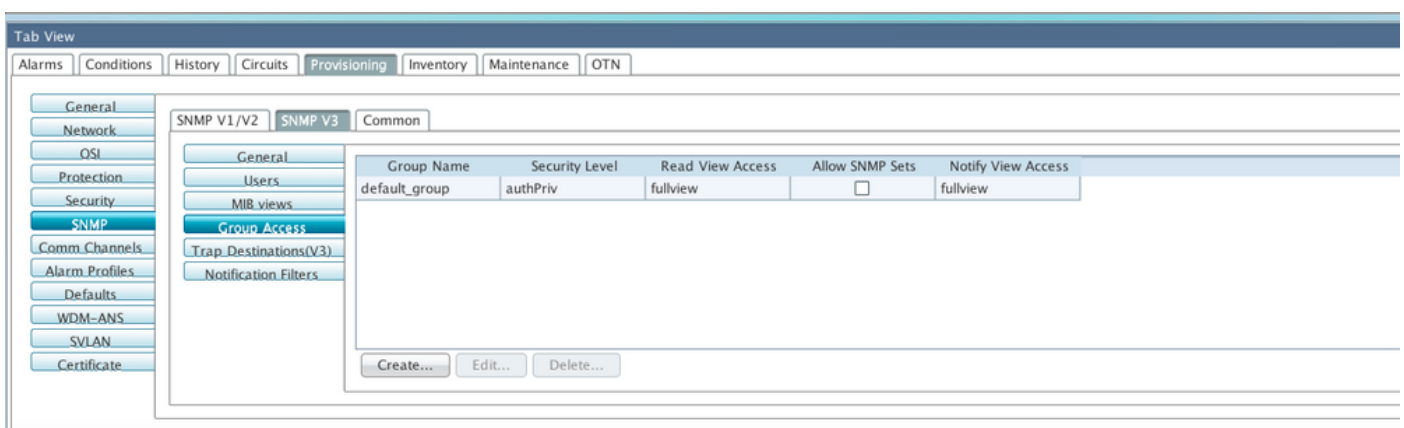 Tab View
Alarms Conditions History Circuits Provisioning Inventory Maintenance OTN
General
Network
OSI
Protection
Security
SNMP
Comm Channels
Alarm Profiles
Defaults
WDM-ANS
SVLAN
Certificate
SNMP V1/V2 SNMP V3 Common
General
Users
MIB views
Group Access
Trap Destinations(V3)
Notification Filters
Group Name Security Level Read View Access Allow SNMP Sets Notify View Access
default_group authPriv fullview fullview
Create... Edit... Delete...